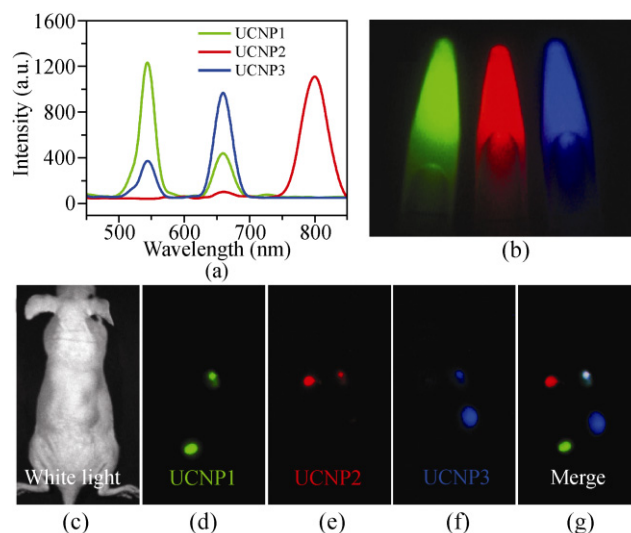 1600
1200
800
400
0
Intensity (a.u.)
UCNP1
UCNP2
UCNP3
500 600 700 800
Wavelength (nm)
(a)
(b)
White light
UCNP1
UCNP2
UCNP3
Merge
(c)
(d)
(e)
(f)
(g)